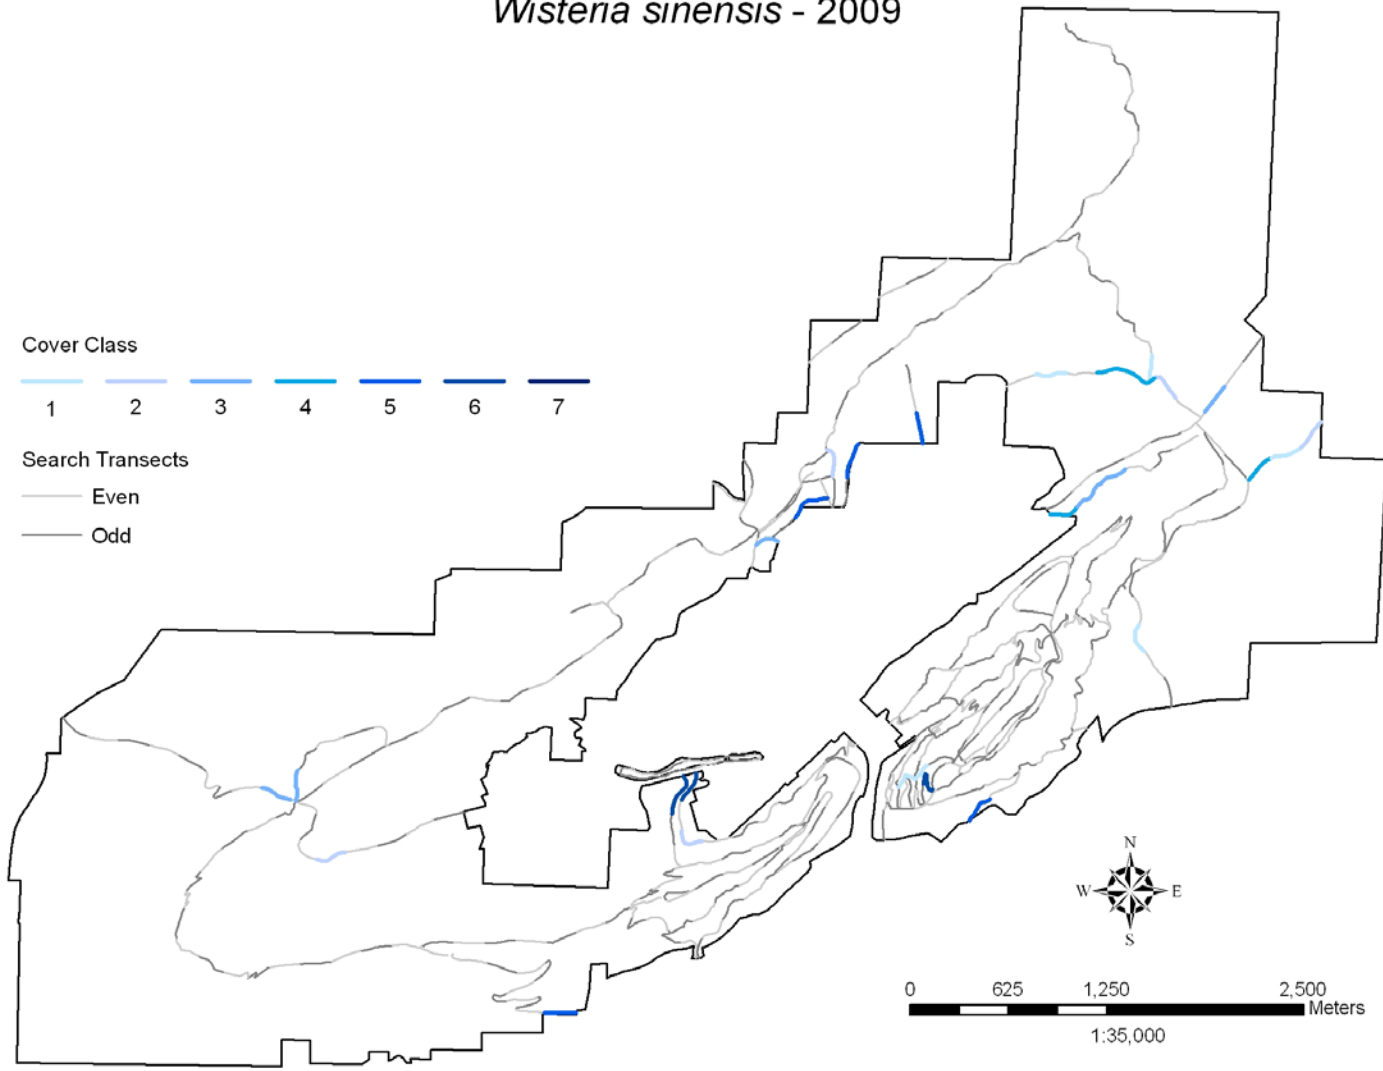 Wisteria sinensis - 2009
Cover Class
1 2 3 4 5 6 7
Search Transects
Even
Odd
N
W E
S
0 625 1,250 2,500
Meters
1:35,000